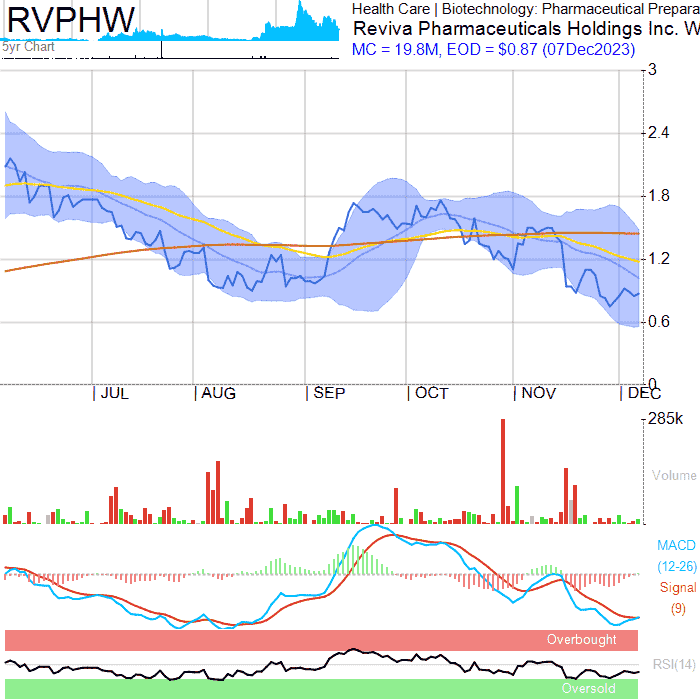 RVPHW
5yr Chart
Health Care | Biotechnology: Pharmaceutical Prepara
Reviva Pharmaceuticals Holdings Inc. W
MC = 19.8M, EOD = $0.87 (07Dec2023)
3
2.4
1.8
1.2
0.6
0
JUL AUG SEP OCT NOV DEC
285k
Volume
MACD
(12-26)
Signal
(9)
Overbought
RSI(14)
Oversold